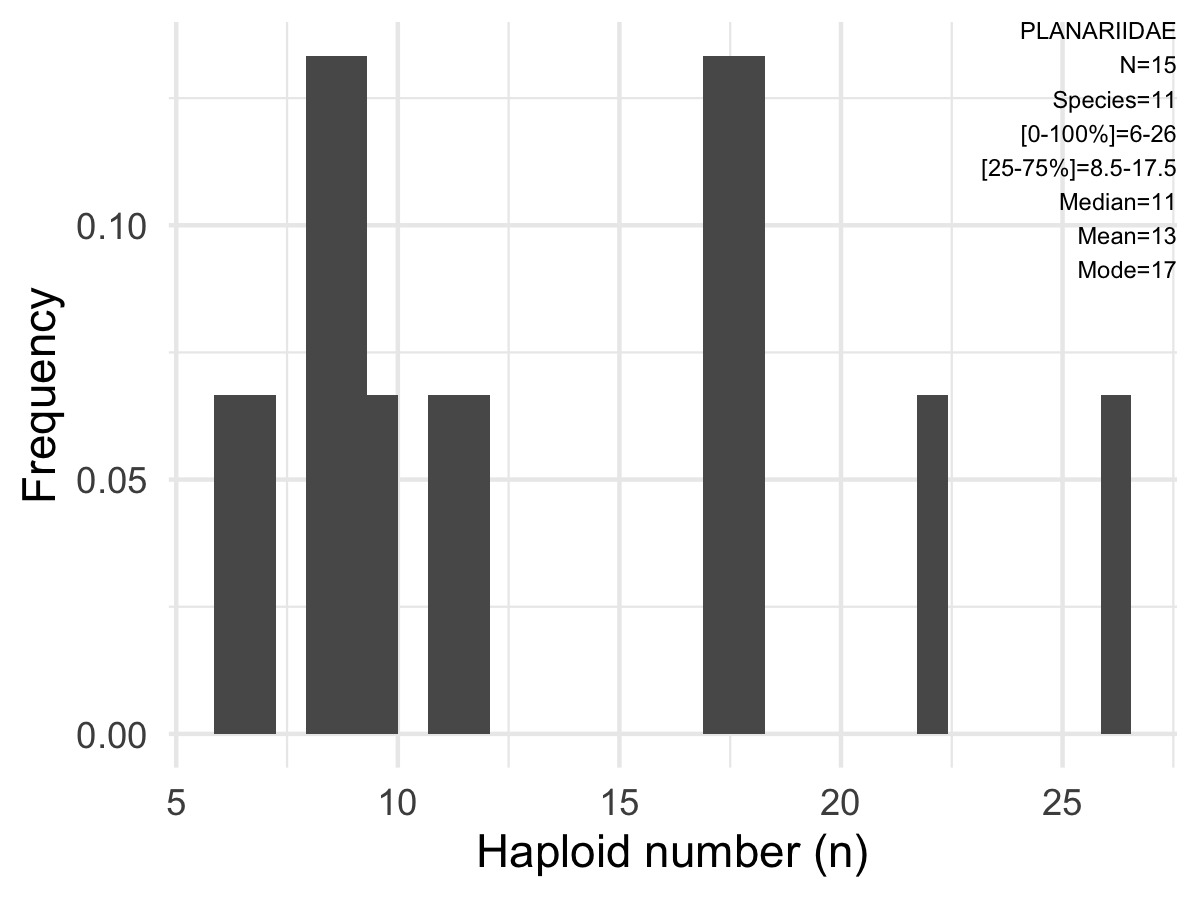 PLANARIIDAE
N=15
Species=11
[0-100%]=6-26
[25-75%]=8.5-17.5
Median=11
Mean=13
Mode=17
Frequency
0.10
0.05
0.00
5 10 15 20 25
Haploid number (n)